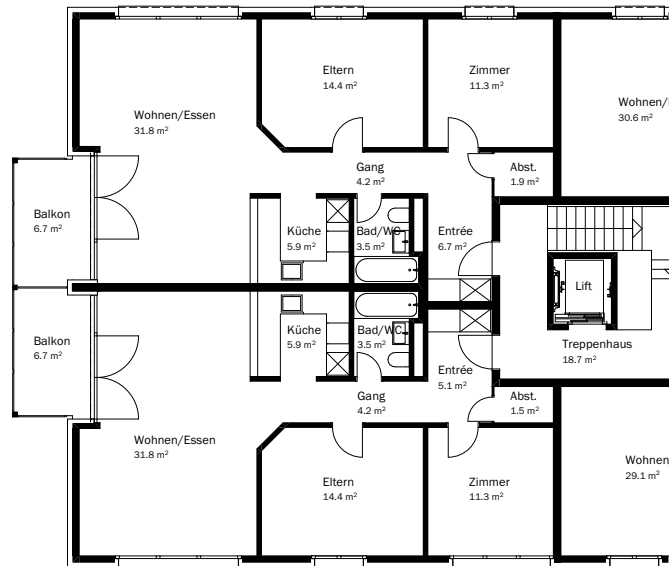 Eltern
14.4 m²
Zimmer
11.3 m²
Wohnen/Essen
31.8 m²
Wohnen/
30.6 m²
Gang
4.2 m²
Abst.
1.9 m²
Balkon
6.7 m²
Küche
5.9 m²
Bad/WC
3.5 m²
Entrée
6.7 m²
Lift
Balkon
6.7 m²
Küche
5.9 m²
Bad/WC
3.5 m²
Treppenhaus
18.7 m²
Entrée
5.1 m²
Gang
4.2 m²
Abst.
1.5 m²
Wohnen/Essen
31.8 m²
Eltern
14.4 m²
Zimmer
11.3 m²
Wohnen
29.1 m²